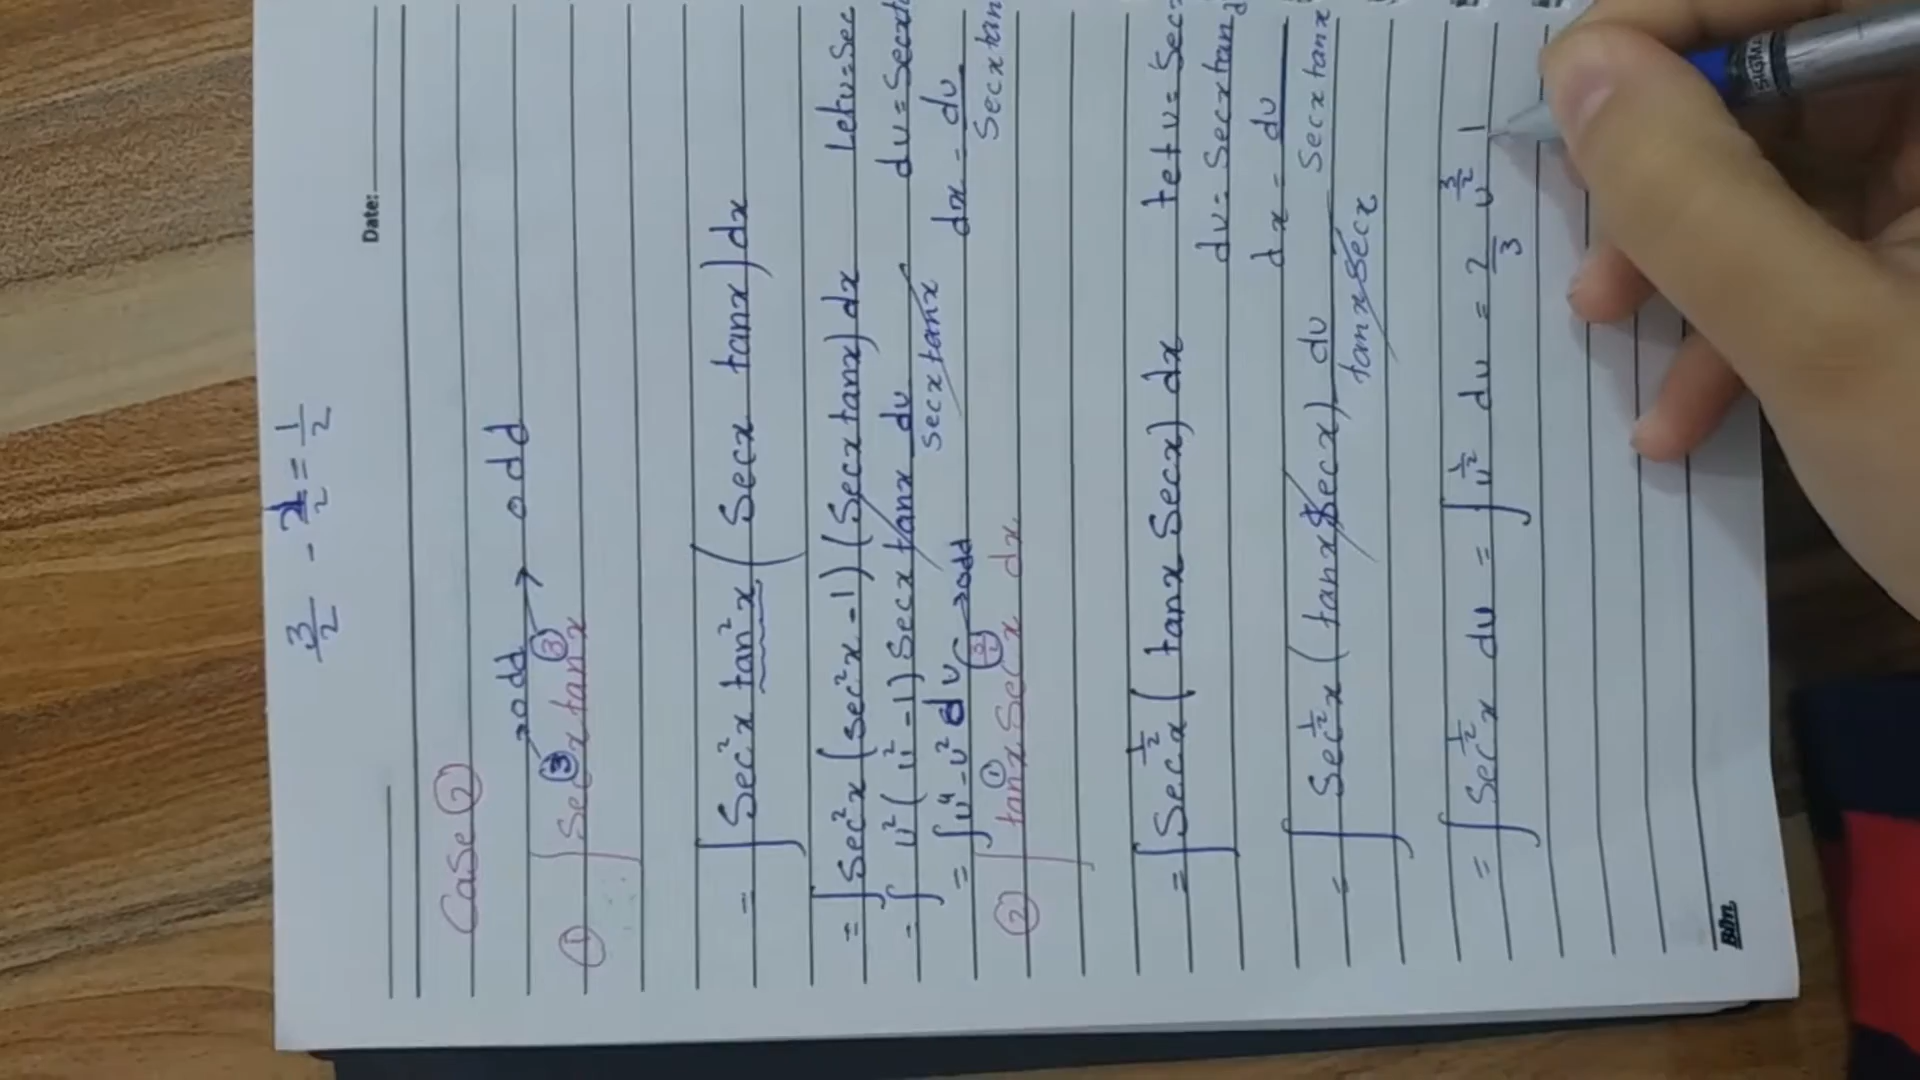 3/2 - 2/2 = 1/2
Date:
Case ②
→odd → odd
① ∫ Sec³x tan³x
= ∫ Sec²x tan²x ( Secx tanx ) dx
= ∫ Sec²x (sec²x - 1) (Secx tanx) dx Let u = Sec
= ∫ u² (u² - 1) Secx tanx du/secx tanx du = Secx
= ∫ u⁴ - u² du dx = du/Secx tan
② ∫ tan¹x Sec^(3/2)x dx →odd
= ∫ Sec^(1/2)x ( tanx Secx ) dx let u = Sec
du = Secx tan
dx = du/Secx tanx
= ∫ Sec^(1/2)x ( tanx Secx ) du/tanx secx
= ∫ Sec^(1/2)x du = ∫ u^(1/2) du = 2/3 u^(3/2)
SIGMA